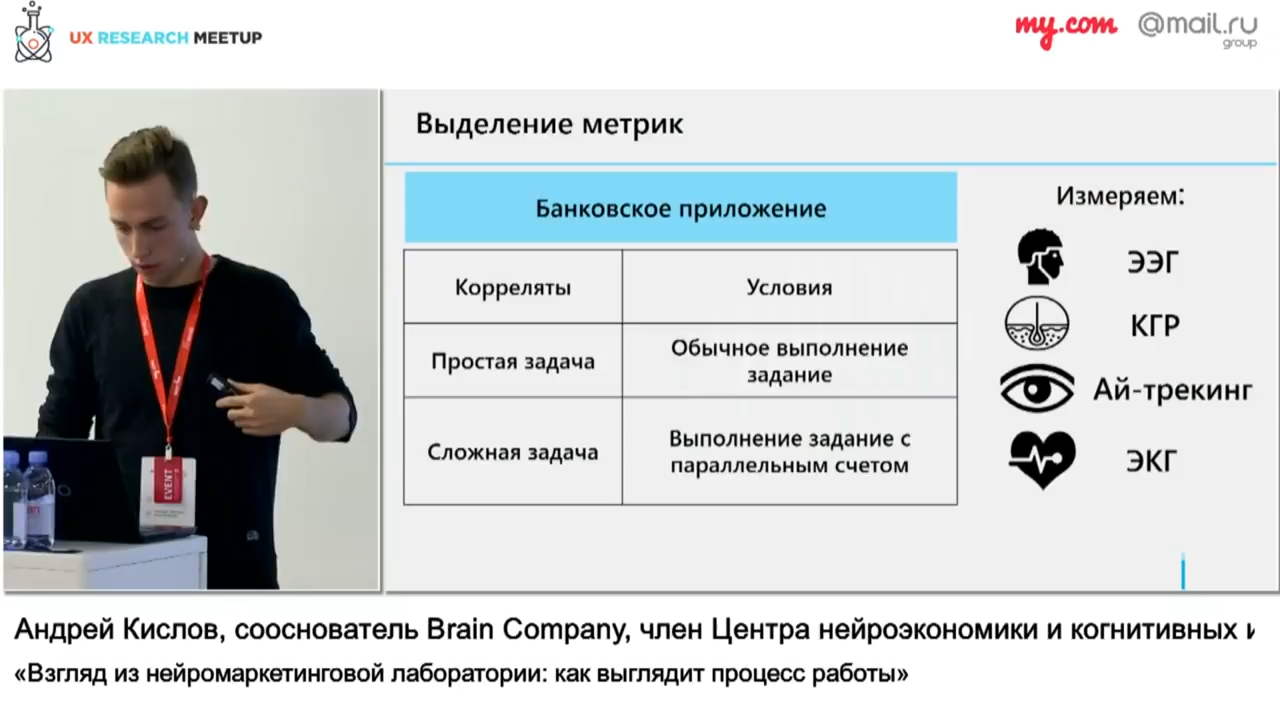 UX RESEARCH MEETUP
my.com @mail.ru
group
Выделение метрик
Банковское приложение
Корреляты
Условия
Простая задача
Обычное выполнение
задание
Сложная задача
Выполнение задание с
параллельным счетом
Измеряем:
ЭЭГ
КГР
Ай-трекинг
ЭКГ
EVENT
Андрей Кислов, сооснователь Brain Company, член Центра нейроэкономики и когнитивных и
«Взгляд из нейромаркетинговой лаборатории: как выглядит процесс работы»